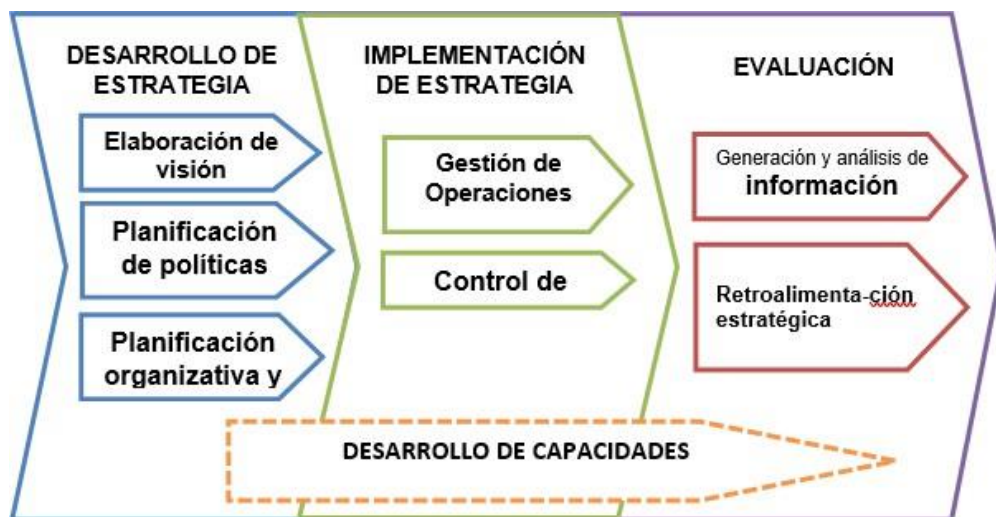 DESARROLLO DE
ESTRATEGIA
Elaboración de
visión
Planificación
de políticas
Planificación
organizativa y
IMPLEMENTACIÓN
DE ESTRATEGIA
Gestión de
Operaciones
Control de
EVALUACIÓN
Generación y análisis de
información
Retroalimenta-ción
estratégica
DESARROLLO DE CAPACIDADES